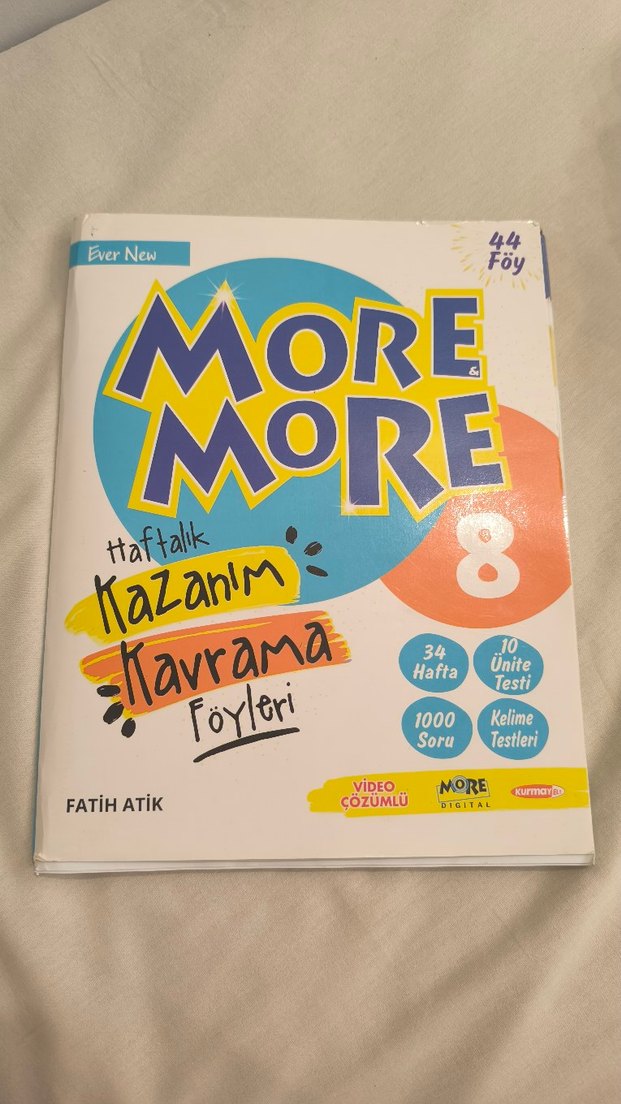 Ever New
44
Föy
MORE
&
MORE
8
Haftalık
Kazanım
Kavrama
Föyleri
34
Hafta
10
Ünite
Testi
1000
Soru
Kelime
Testleri
FATİH ATİK
VİDEO
ÇÖZÜMLÜ
MORE
DIGITAL
kurmay